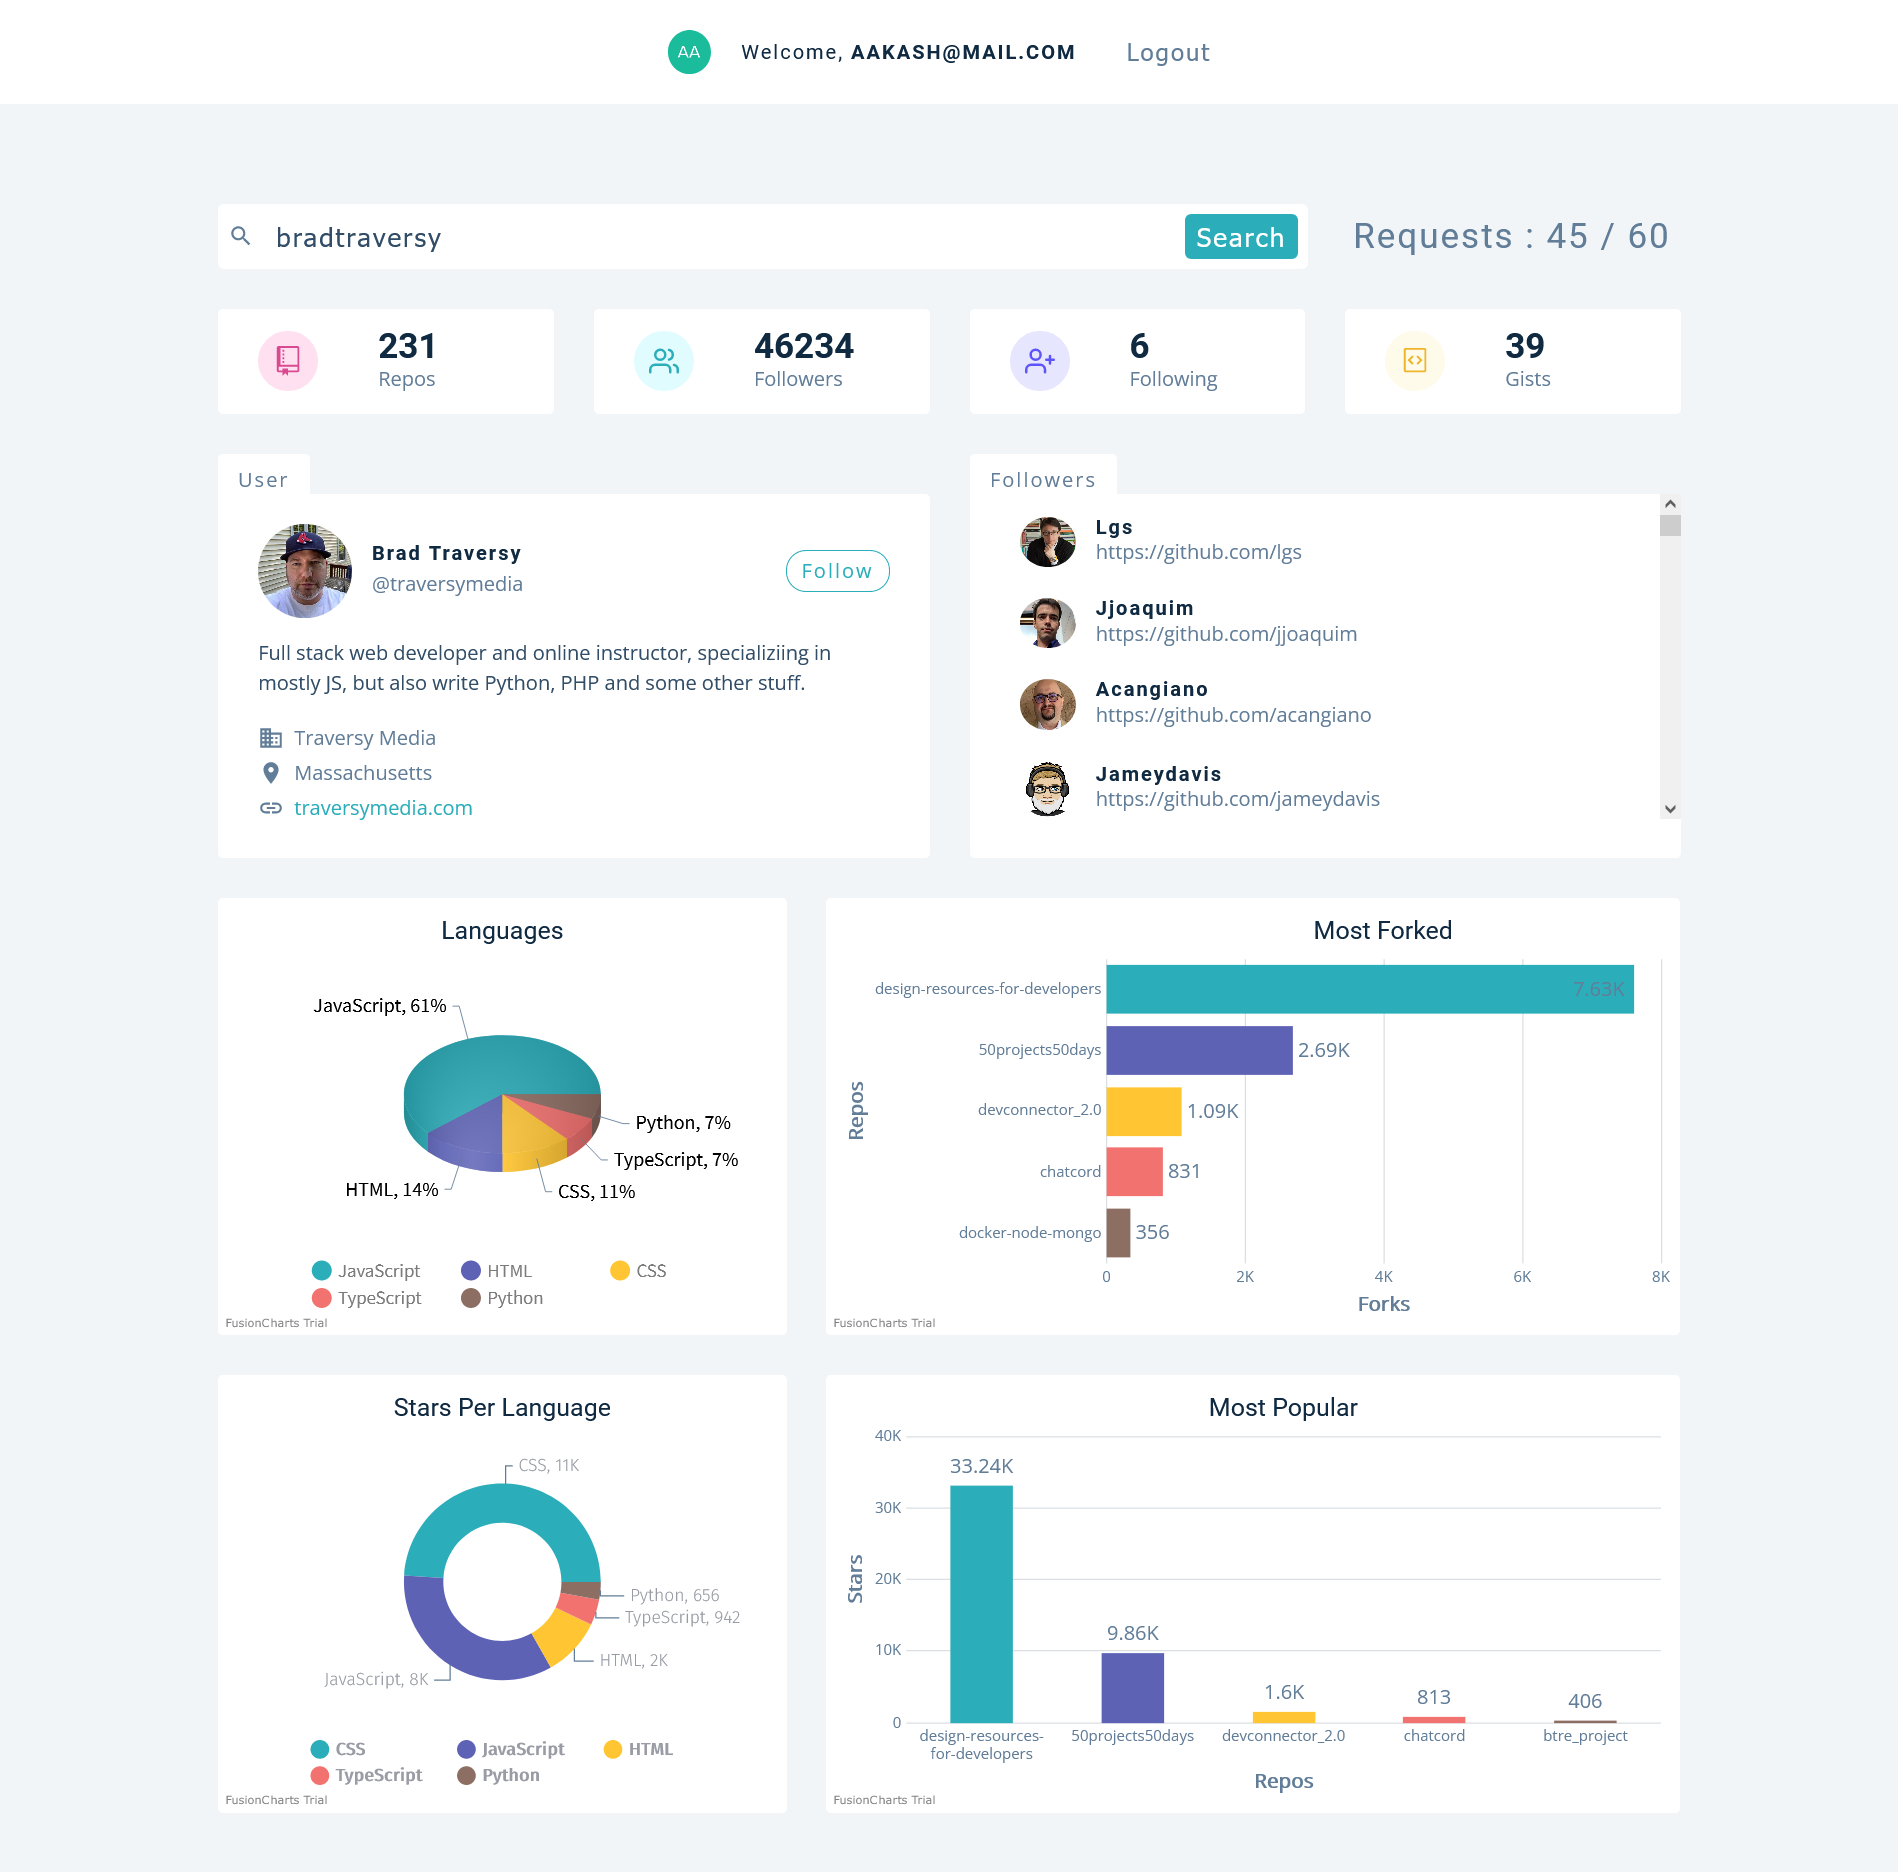 AA
Welcome, AAKASH@MAIL.COM
Logout
bradtraversy
Search
Requests : 45 / 60
231
Repos
46234
Followers
6
Following
39
Gists
User
Brad Traversy
@traversymedia
Follow
Full stack web developer and online instructor, specializiing in
mostly JS, but also write Python, PHP and some other stuff.
Traversy Media
Massachusetts
traversymedia.com
Followers
Lgs
https://github.com/lgs
Jjoaquim
https://github.com/jjoaquim
Acangiano
https://github.com/acangiano
Jameydavis
https://github.com/jameydavis
Languages
JavaScript, 61%
Python, 7%
TypeScript, 7%
HTML, 14%
CSS, 11%
JavaScript
HTML
CSS
TypeScript
Python
FusionCharts Trial
Most Forked
Repos
design-resources-for-developers
7.63K
50projects50days
2.69K
devconnector_2.0
1.09K
chatcord
831
docker-node-mongo
356
0
2K
4K
6K
8K
Forks
FusionCharts Trial
Stars Per Language
CSS, 11K
Python, 656
TypeScript, 942
HTML, 2K
JavaScript, 8K
CSS
JavaScript
HTML
TypeScript
Python
FusionCharts Trial
Most Popular
Stars
40K
30K
20K
10K
0
33.24K
9.86K
1.6K
813
406
design-resources-
for-developers
50projects50days
devconnector_2.0
chatcord
btre_project
Repos
FusionCharts Trial